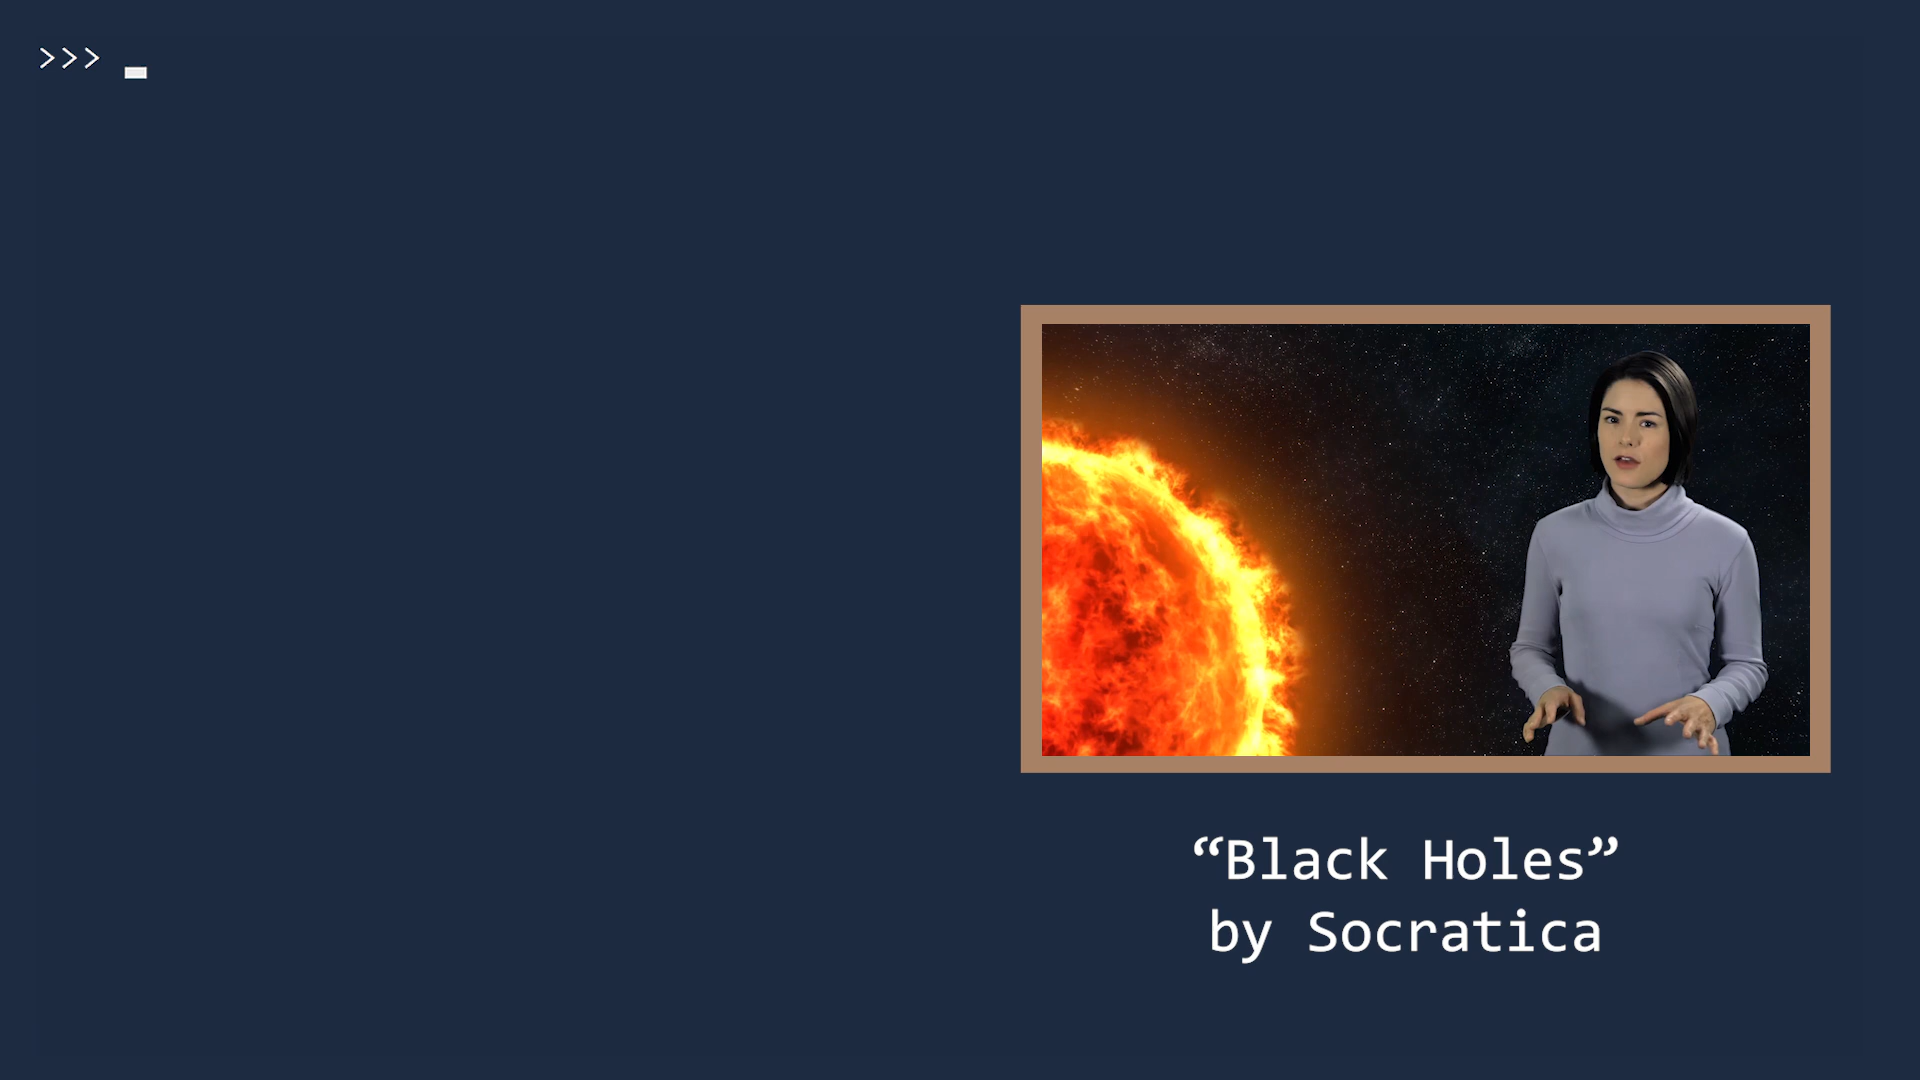 >>> _
“Black Holes”
by Socratica